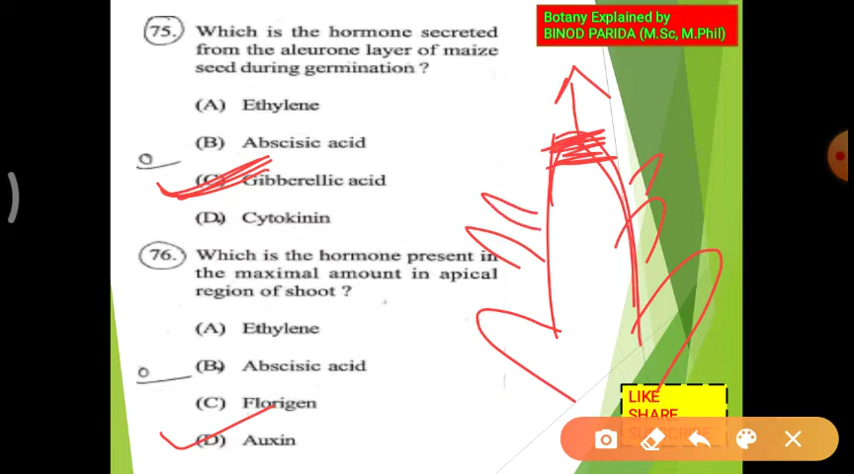 Botany Explained by
BINOD PARIDA (M.Sc, M.Phil)
75. Which is the hormone secreted
from the aleurone layer of maize
seed during germination ?
(A) Ethylene
(B) Abscisic acid
(C) Gibberellic acid
(D) Cytokinin
76. Which is the hormone present in
the maximal amount in apical
region of shoot ?
(A) Ethylene
(B) Abscisic acid
(C) Florigen
(D) Auxin
LIKE
SHARE
SUBSCRIBE